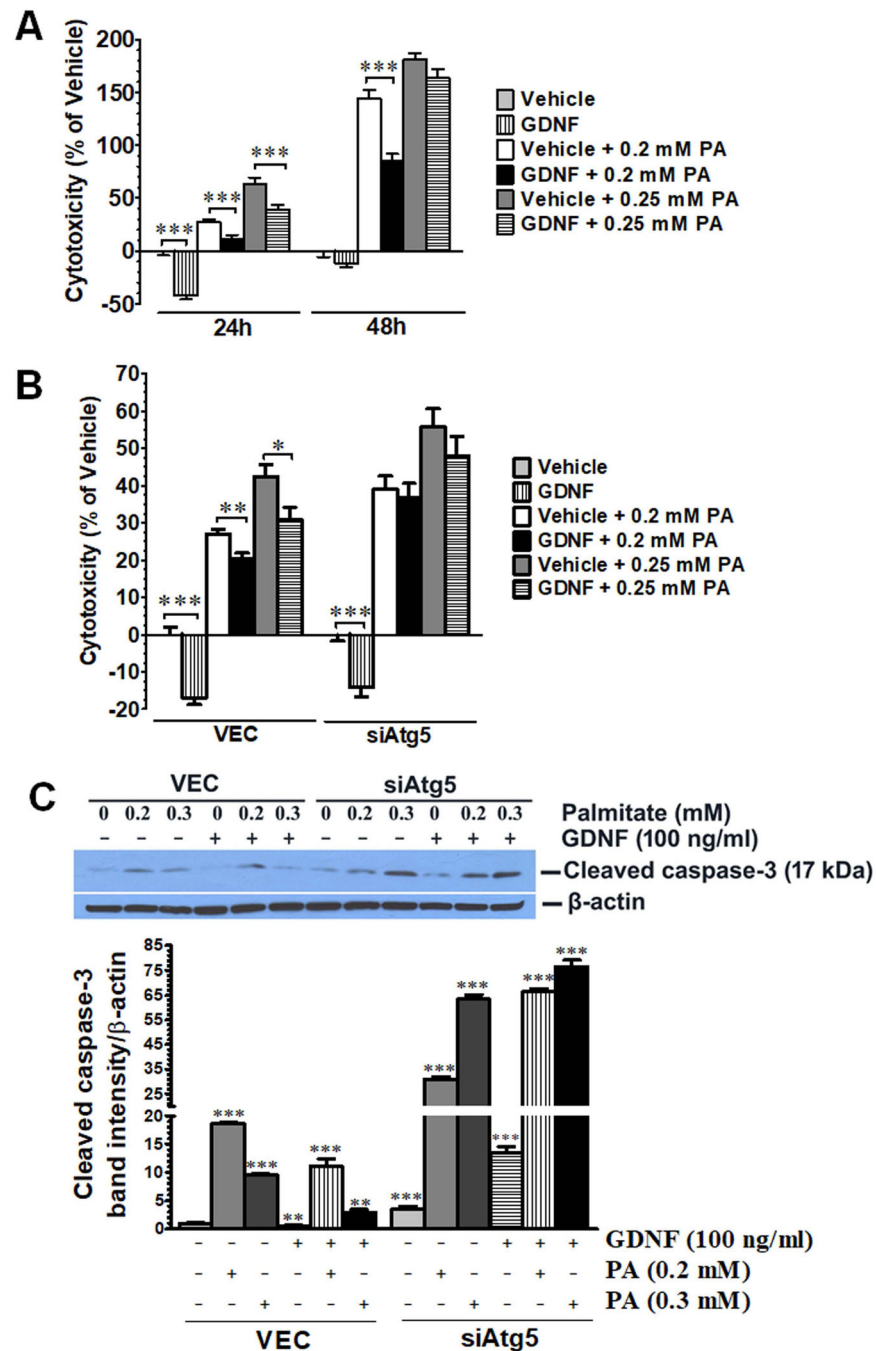 A
Cytotoxicity (% of Vehicle)
200
150
100
50
0
-50
***
***
***
***
24h
48h
Vehicle
GDNF
Vehicle + 0.2 mM PA
GDNF + 0.2 mM PA
Vehicle + 0.25 mM PA
GDNF + 0.25 mM PA
B
Cytotoxicity (% of Vehicle)
70
60
50
40
30
20
10
0
-10
-20
***
**
*
***
VEC
siAtg5
Vehicle
GDNF
Vehicle + 0.2 mM PA
GDNF + 0.2 mM PA
Vehicle + 0.25 mM PA
GDNF + 0.25 mM PA
C
VEC siAtg5
0 0.2 0.3 0 0.2 0.3 0 0.2 0.3 0 0.2 0.3 Palmitate (mM)
– – – + + + – – – + + + GDNF (100 ng/ml)
Cleaved caspase-3 (17 kDa)
β-actin
Cleaved caspase-3
band intensity/β-actin
85
75
65
55
45
35
25
20
15
10
5
0
***
***
**
***
**
***
***
***
***
***
***
– – – + + + – – – + + + GDNF (100 ng/ml)
– + – – + – – + – – + – PA (0.2 mM)
– – + – – + – – + – – + PA (0.3 mM)
VEC siAtg5